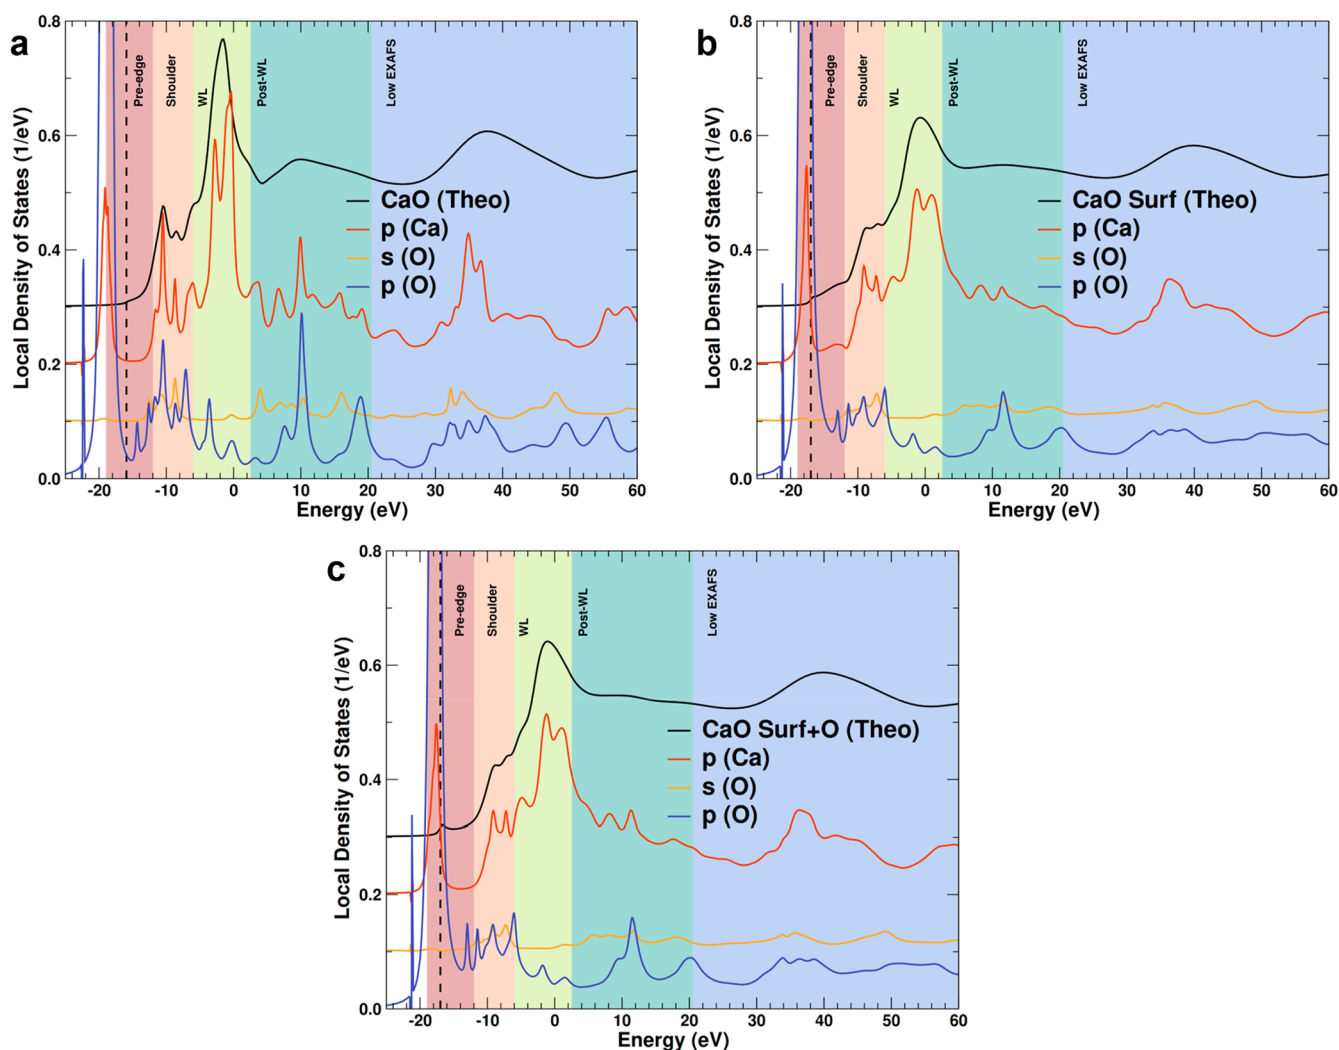 a
0.8
0.6
0.4
0.2
0.0
Local Density of States (1/eV)
Pre-edge
Shoulder
WL
Post-WL
Low EXAFS
CaO (Theo)
p (Ca)
s (O)
p (O)
-20 -10 0 10 20 30 40 50 60
Energy (eV)
b
0.8
0.6
0.4
0.2
0.0
Local Density of States (1/eV)
Pre-edge
Shoulder
WL
Post-WL
Low EXAFS
CaO Surf (Theo)
p (Ca)
s (O)
p (O)
-20 -10 0 10 20 30 40 50 60
Energy (eV)
c
0.8
0.6
0.4
0.2
0.0
Local Density of States (1/eV)
Pre-edge
Shoulder
WL
Post-WL
Low EXAFS
CaO Surf+O (Theo)
p (Ca)
s (O)
p (O)
-20 -10 0 10 20 30 40 50 60
Energy (eV)